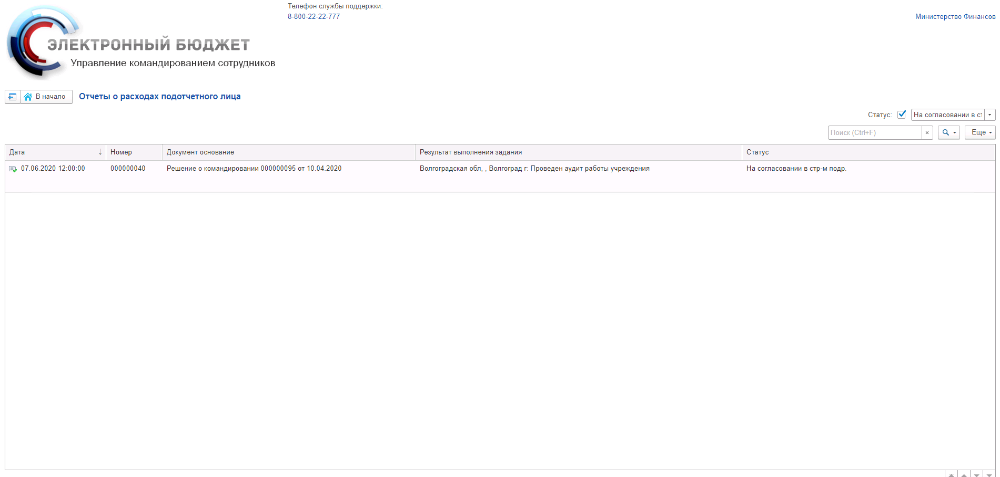 Телефон службы поддержки:
8-800-22-22-777
Министерство Финансов
ЭЛЕКТРОННЫЙ БЮДЖЕТ
Управление командированием сотрудников
В начало
Отчеты о расходах подотчетного лица
Статус:
На согласовании в ст
Поиск (Ctrl+F)
×
Еще
Дата ↓ Номер Документ основание Результат выполнения задания Статус
07.06.2020 12:00:00 000000040 Решение о командировании 000000095 от 10.04.2020 Волгоградская обл, , Волгоград г: Проведен аудит работы учреждения На согласовании в стр-м подр.